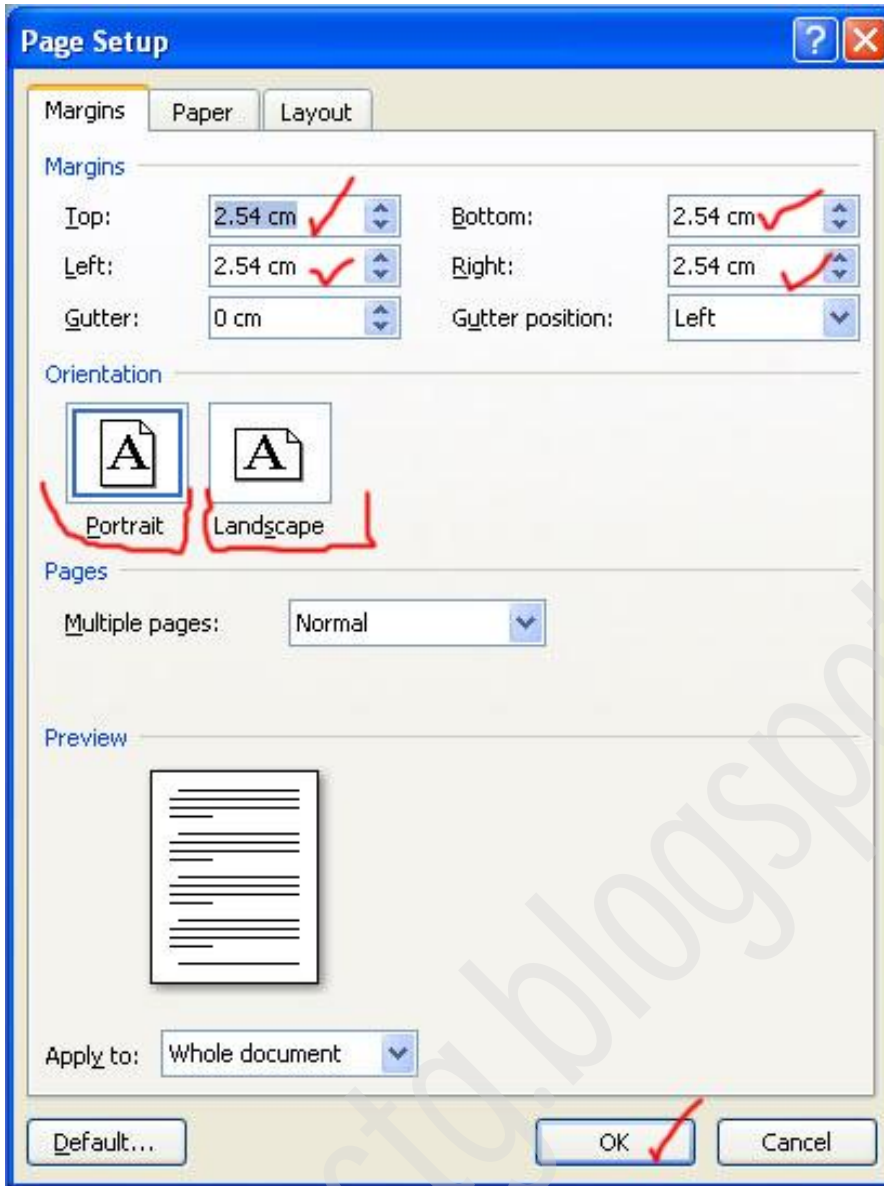 Page Setup
Margins Paper Layout
Margins
Top: 2.54 cm Bottom: 2.54 cm
Left: 2.54 cm Right: 2.54 cm
Gutter: 0 cm Gutter position: Left
Orientation
A A
Portrait Landscape
Pages
Multiple pages: Normal
Preview
Apply to: Whole document
Default... OK Cancel
ctg.blogspot